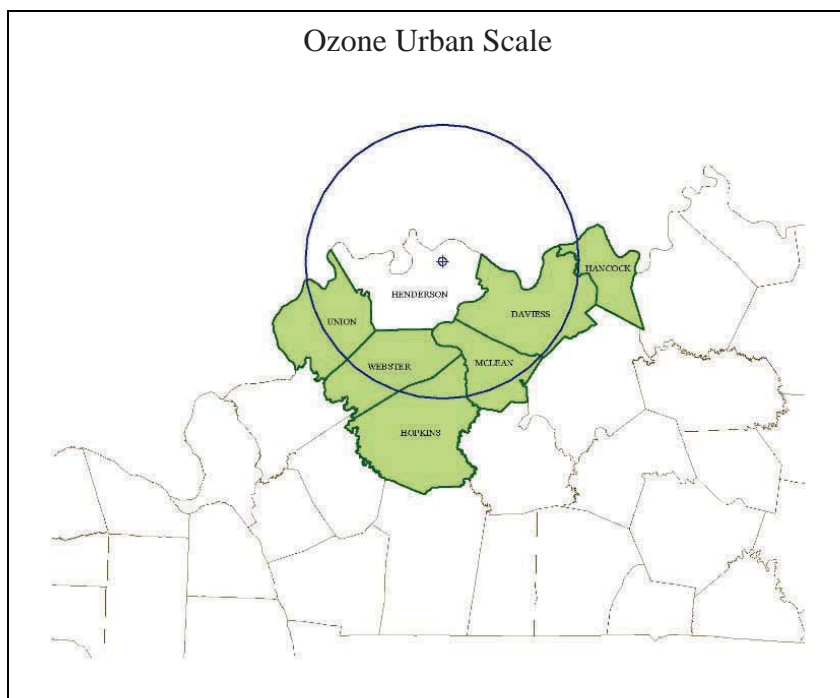 Ozone Urban Scale
HANCOCK
HENDERSON
DAVIESS
UNION
WEBSTER
MCLEAN
HOPKINS